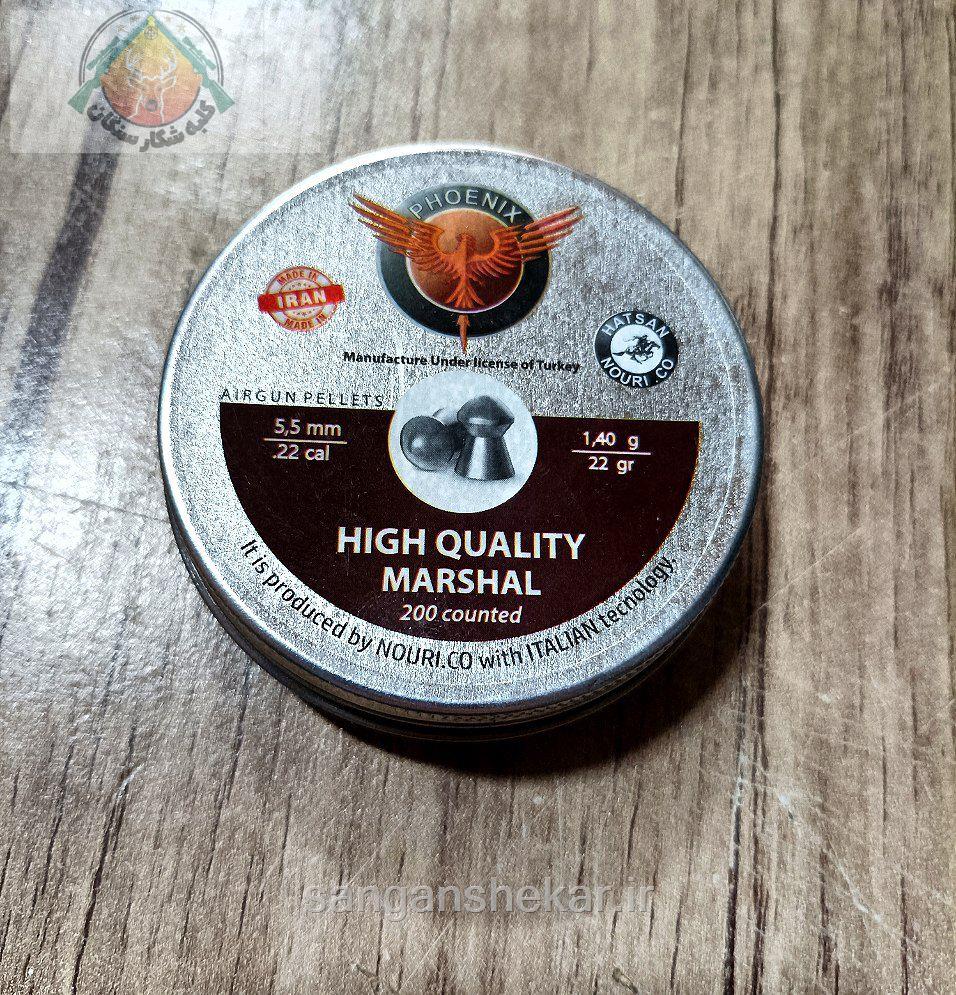 کلبه شکار سنگان
PHOENIX
MADE IN
IRAN
MADE IN
HATSAN
NOURI.CO
Manufacture Under license of Turkey
AIRGUN PELLETS
5,5 mm
.22 cal
1,40 g
22 gr
HIGH QUALITY
MARSHAL
200 counted
It is produced by NOURI.CO with ITALIAN tecnology.
sanganshekar.ir